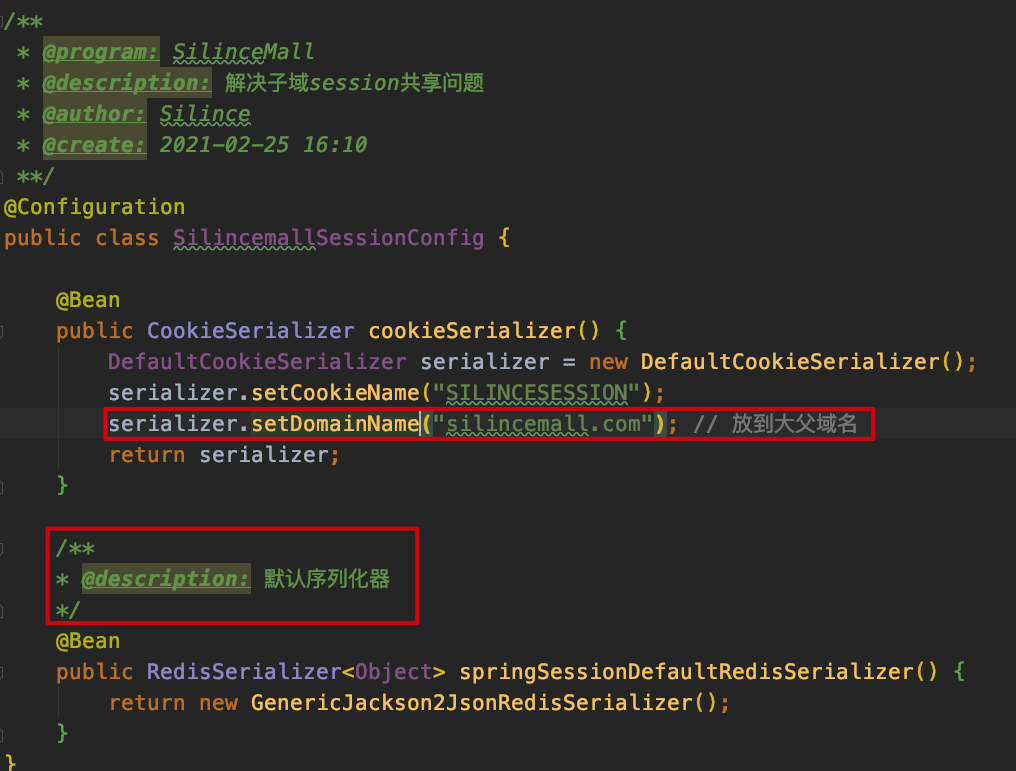 /**
 * @program: SilinceMall
 * @description: 解决子域session共享问题
 * @author: Silince
 * @create: 2021-02-25 16:10
 **/
@Configuration
public class SilincemallSessionConfig {
    @Bean
    public CookieSerializer cookieSerializer() {
        DefaultCookieSerializer serializer = new DefaultCookieSerializer();
        serializer.setCookieName("SILINCESESSION");
        serializer.setDomainName("silincemall.com"); // 放到大父域名
        return serializer;
    }
    /**
    * @description: 默认序列化器
    */
    @Bean
    public RedisSerializer<Object> springSessionDefaultRedisSerializer() {
        return new GenericJackson2JsonRedisSerializer();
    }
}